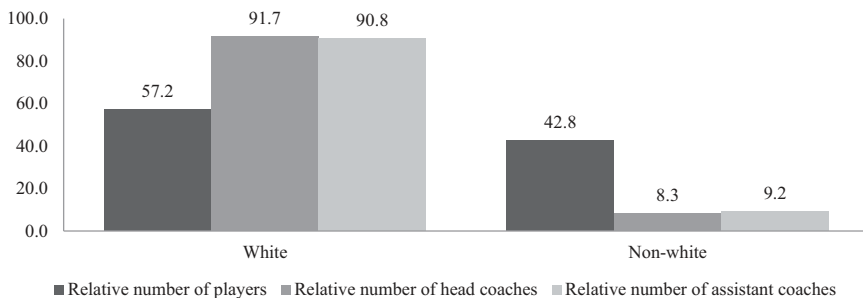 100.0
80.0
60.0
40.0
20.0
0.0
57.2
91.7
90.8
42.8
8.3
9.2
White
Non-white
Relative number of players
Relative number of head coaches
Relative number of assistant coaches